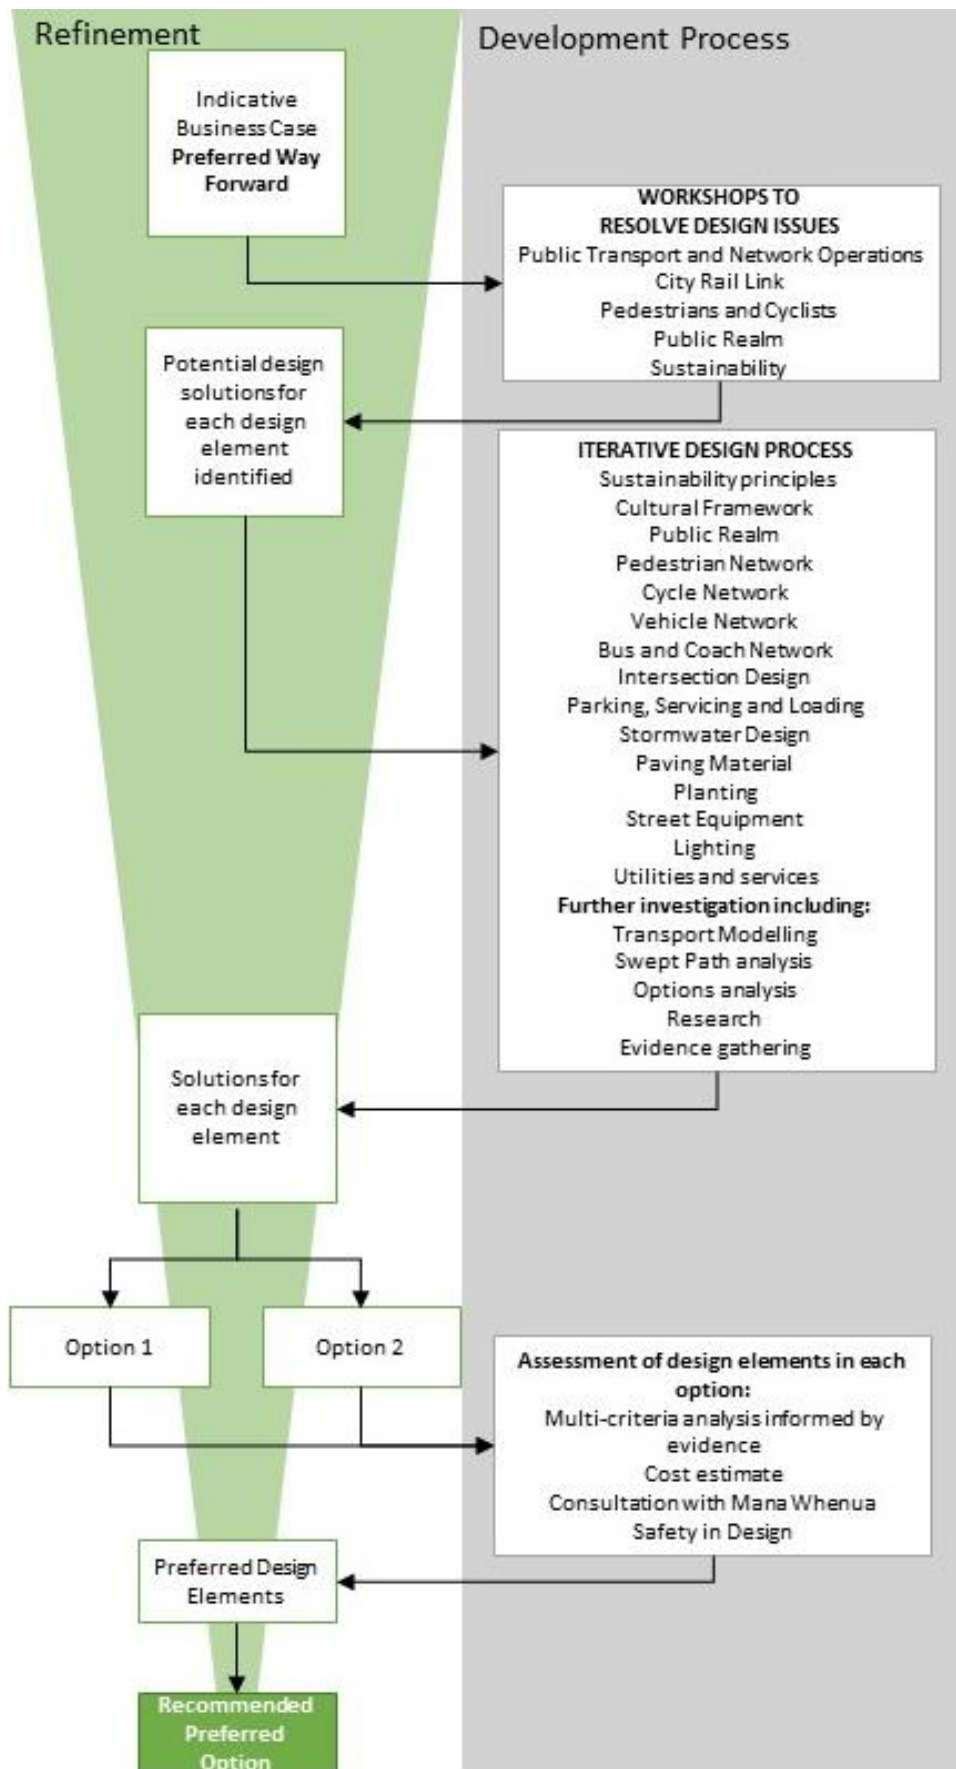 Refinement
Development Process
Indicative
Business Case
Preferred Way
Forward
WORKSHOPS TO
RESOLVE DESIGN ISSUES
Public Transport and Network Operations
City Rail Link
Pedestrians and Cyclists
Public Realm
Sustainability
Potential design
solutions for
each design
element
identified
ITERATIVE DESIGN PROCESS
Sustainability principles
Cultural Framework
Public Realm
Pedestrian Network
Cycle Network
Vehicle Network
Bus and Coach Network
Intersection Design
Parking, Servicing and Loading
Stormwater Design
Paving Material
Planting
Street Equipment
Lighting
Utilities and services
Further investigation including:
Transport Modelling
Swept Path analysis
Options analysis
Research
Evidence gathering
Solutions for
each design
element
Option 1
Option 2
Assessment of design elements in each
option:
Multi-criteria analysis informed by
evidence
Cost estimate
Consultation with Mana Whenua
Safety in Design
Preferred Design
Elements
Recommended
Preferred
Option